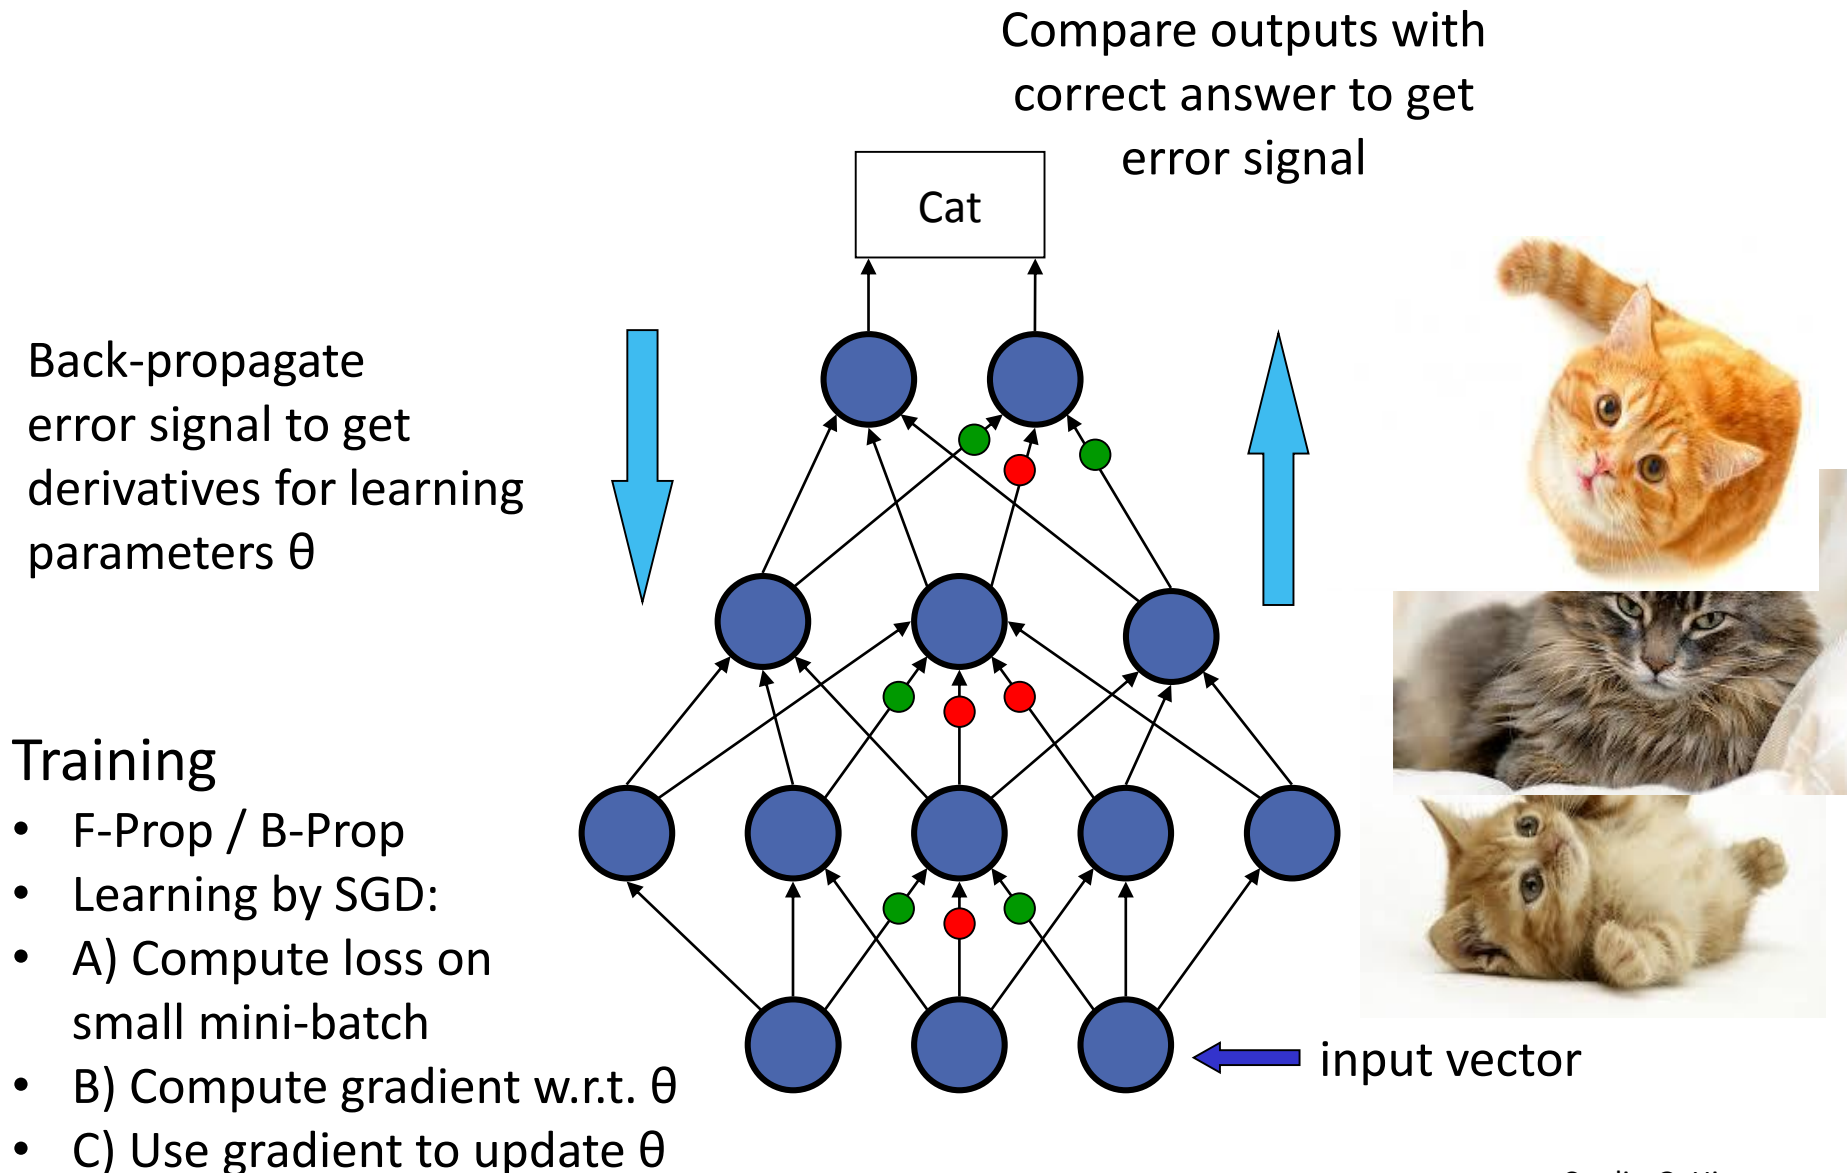 Compare outputs with
correct answer to get
error signal
Cat
Back-propagate
error signal to get
derivatives for learning
parameters θ
Training
• F-Prop / B-Prop
• Learning by SGD:
• A) Compute loss on
small mini-batch
• B) Compute gradient w.r.t. θ
• C) Use gradient to update θ
input vector